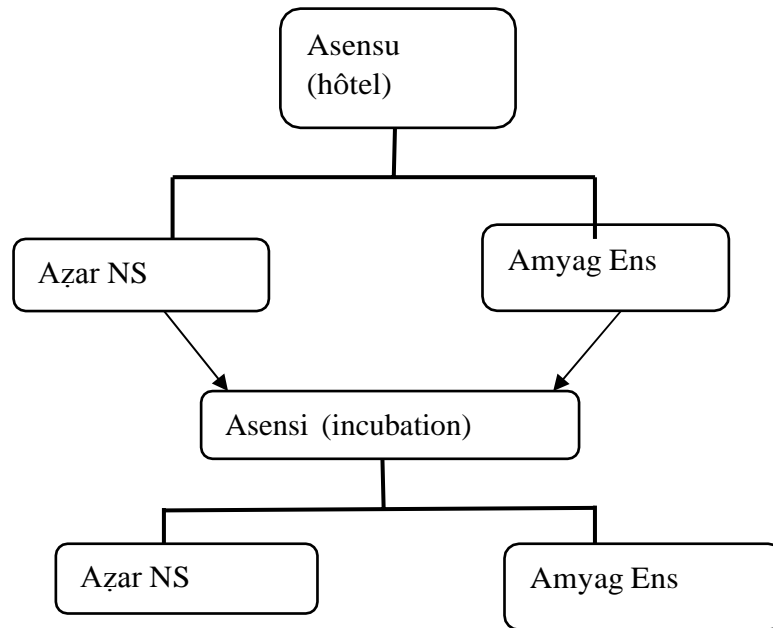 Asensu
(hôtel)
Aẓar NS
Amyag Ens
Asensi (incubation)
Aẓar NS
Amyag Ens